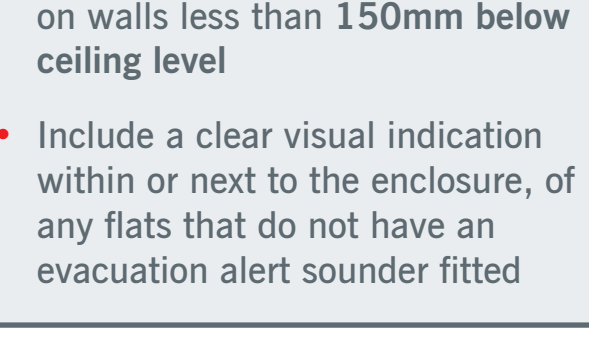 on walls less than 150mm below
ceiling level
• Include a clear visual indication
within or next to the enclosure, of
any flats that do not have an
evacuation alert sounder fitted